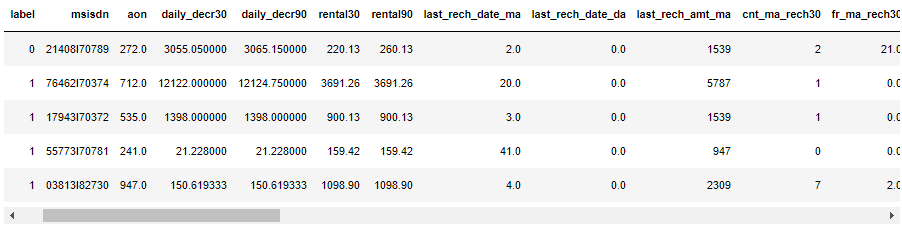 label msisdn aon daily_decr30 daily_decr90 rental30 rental90 last_rech_date_ma last_rech_date_da last_rech_amt_ma cnt_ma_rech30 fr_ma_rech30
0 21408I70789 272.0 3055.050000 3065.150000 220.13 260.13 2.0 0.0 1539 2 21.0
1 76462I70374 712.0 12122.000000 12124.750000 3691.26 3691.26 20.0 0.0 5787 1 0.0
1 17943I70372 535.0 1398.000000 1398.000000 900.13 900.13 3.0 0.0 1539 1 0.0
1 55773I70781 241.0 21.228000 21.228000 159.42 159.42 41.0 0.0 947 0 0.0
1 03813I82730 947.0 150.619333 150.619333 1098.90 1098.90 4.0 0.0 2309 7 2.0